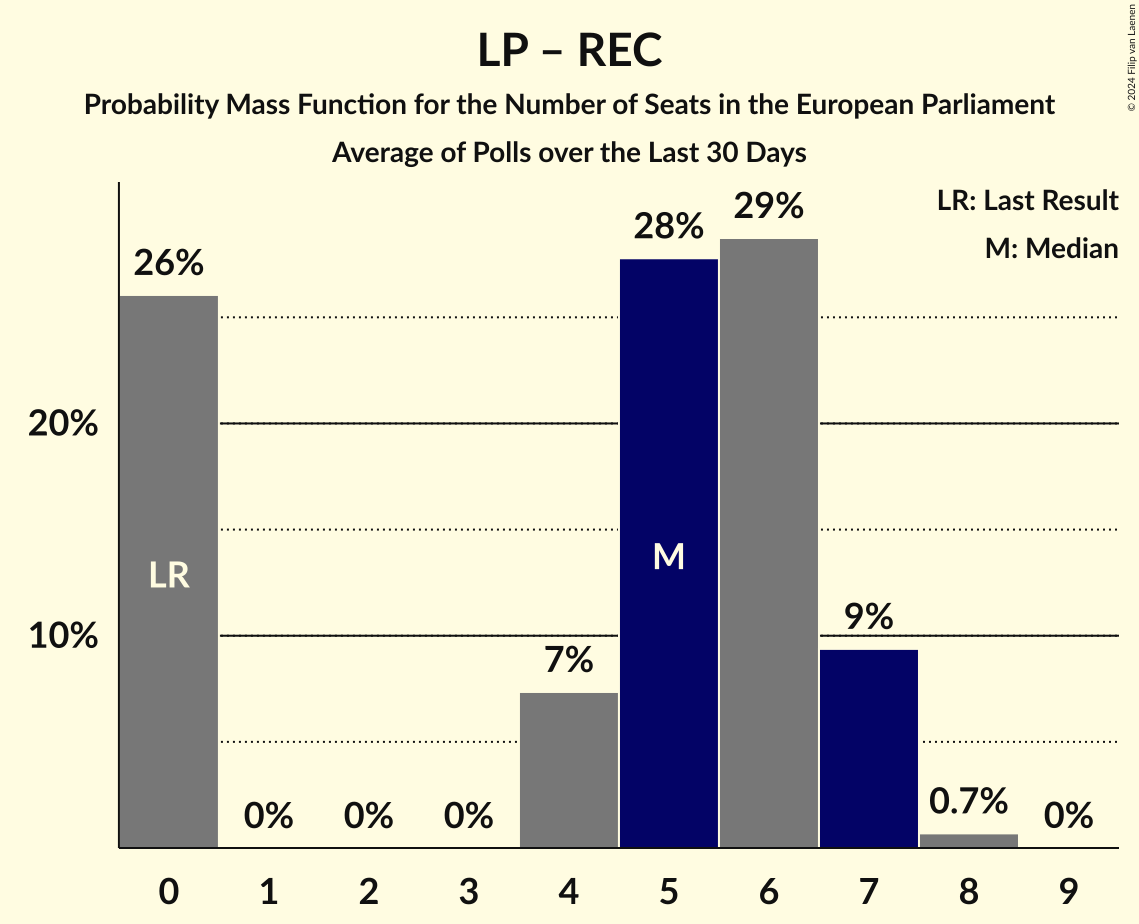 LP – REC
Probability Mass Function for the Number of Seats in the European Parliament
Average of Polls over the Last 30 Days
© 2024 Filip van Laenen
LR: Last Result
M: Median
26%
0%
0%
0%
7%
28%
29%
9%
0.7%
0%
20%
10%
LR
M
0 1 2 3 4 5 6 7 8 9